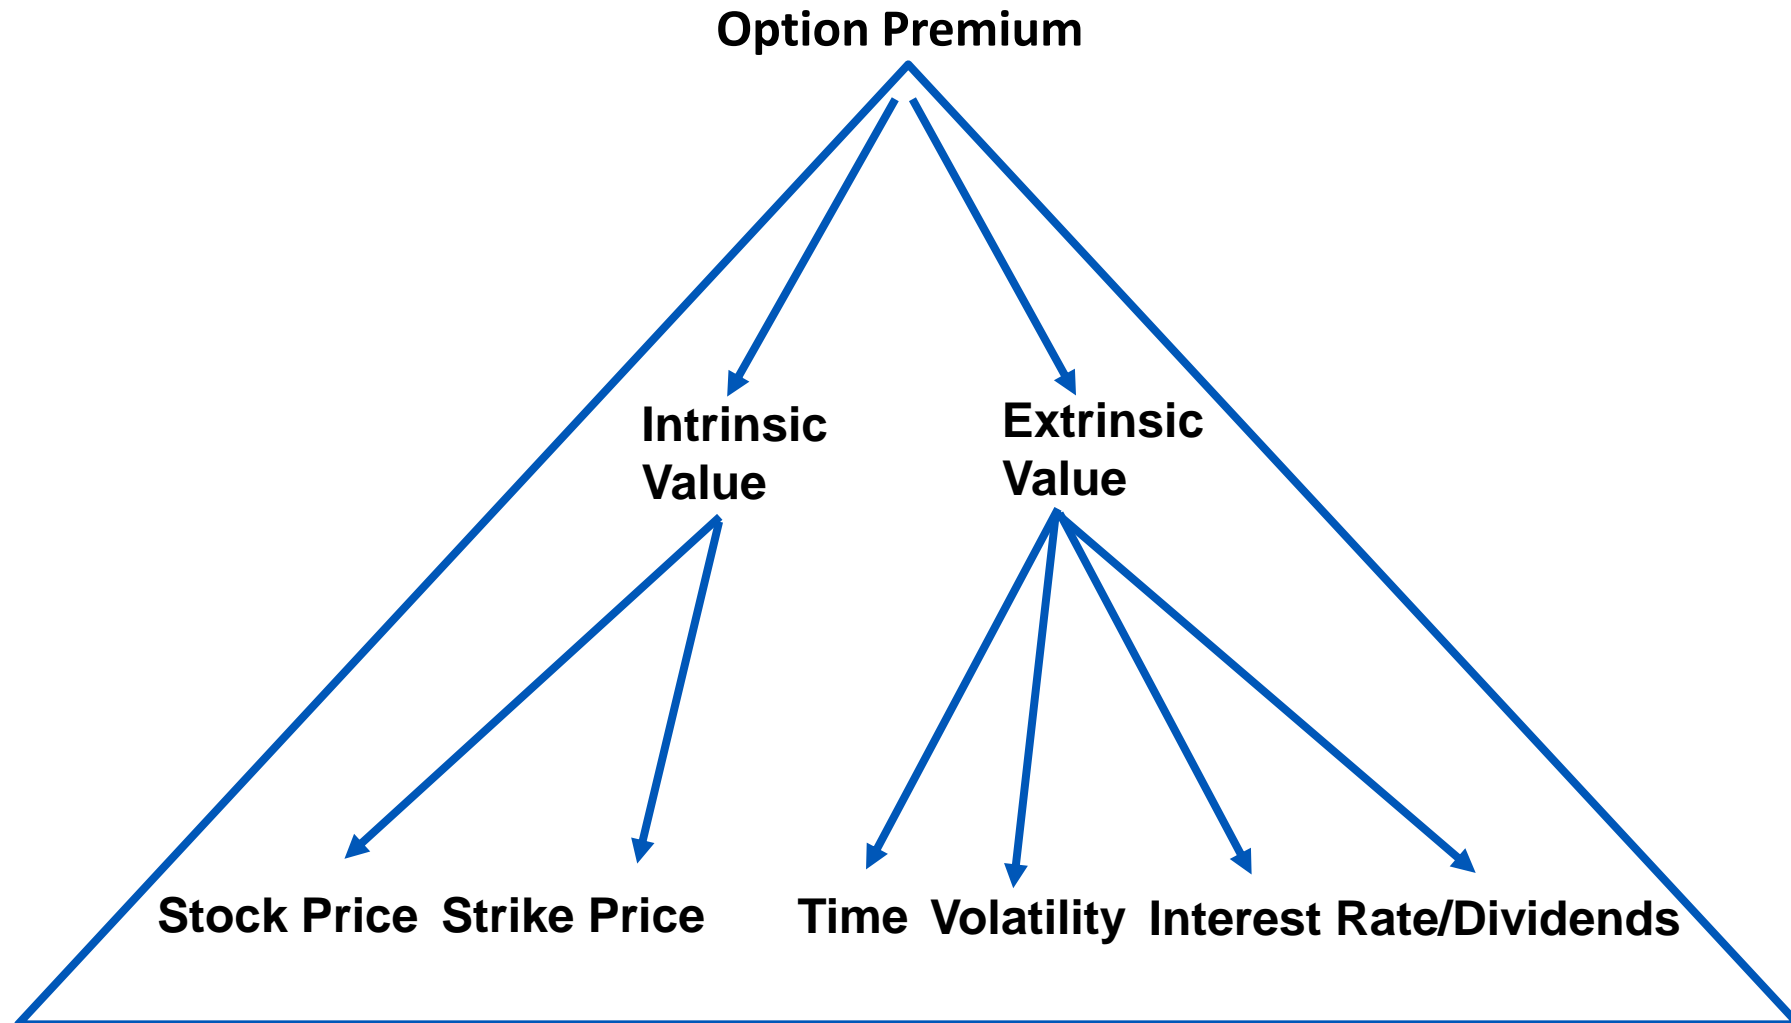 Option Premium
Intrinsic
Value
Extrinsic
Value
Stock Price Strike Price Time Volatility Interest Rate/Dividends